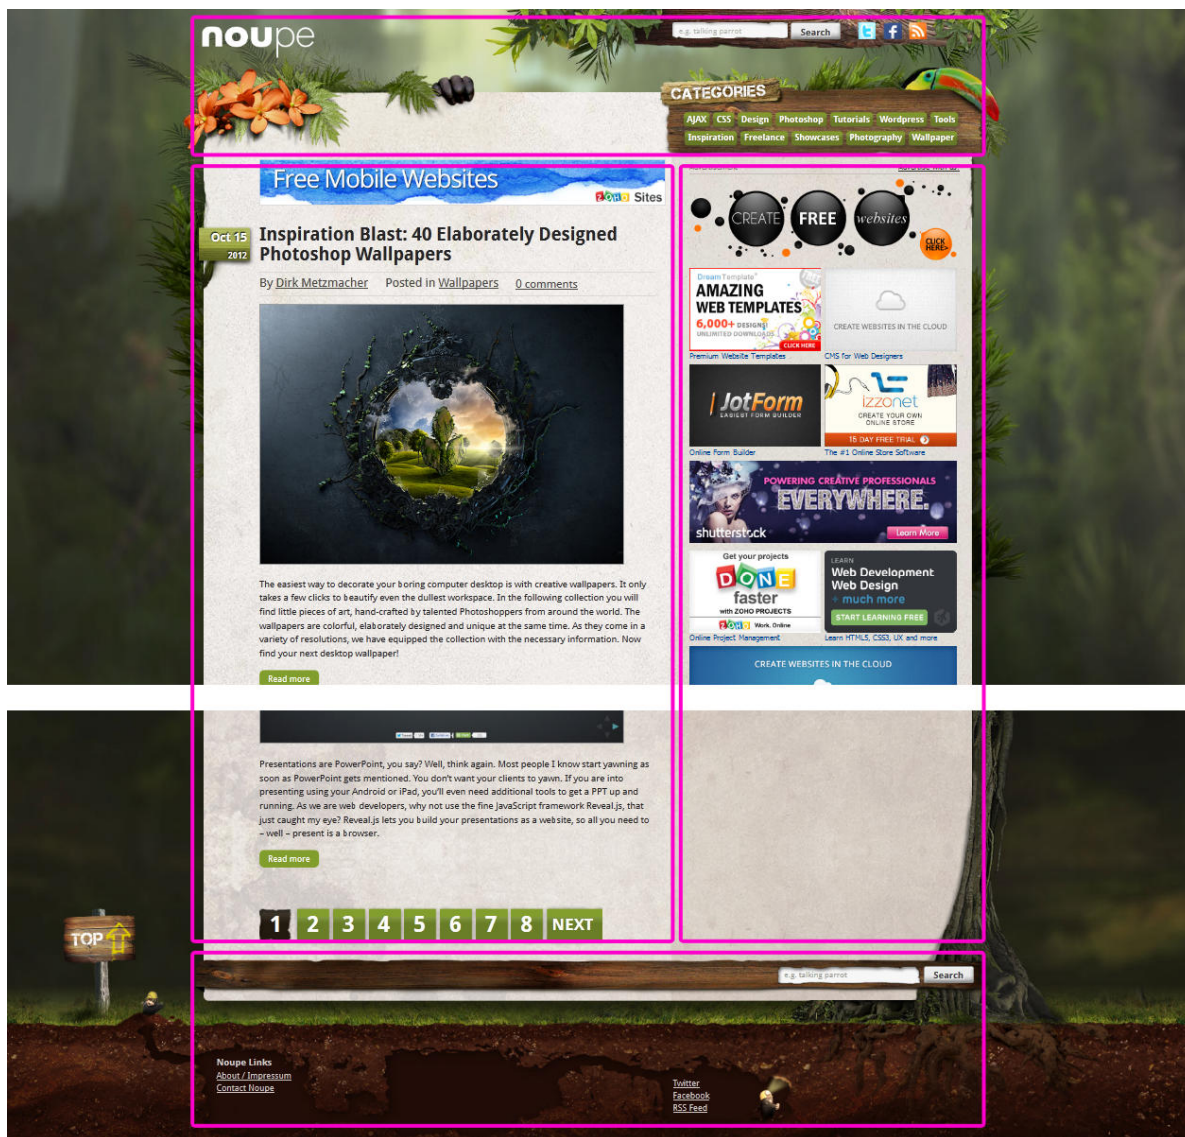 noupe
e.g. talking parrot
Search
CATEGORIES
AJAX CSS Design Photoshop Tutorials Wordpress Tools
Inspiration Freelance Showcases Photography Wallpaper
Free Mobile Websites
ZOHO Sites
Oct 15
2012
Inspiration Blast: 40 Elaborately Designed
Photoshop Wallpapers
By Dirk Metzmacher Posted in Wallpapers 0 comments
The easiest way to decorate your boring computer desktop is with creative wallpapers. It only
takes a few clicks to beautify even the dullest workspace. In the following collection you will
find little pieces of art, hand-crafted by talented Photoshoppers from around the world. The
wallpapers are colorful, elaborately designed and unique at the same time. As they come in a
variety of resolutions, we have equipped the collection with the necessary information. Now
find your next desktop wallpaper!
Read more
CREATE FREE websites
CLICK
HERE>
DreamTemplate
AMAZING
WEB TEMPLATES
6,000+ DESIGNS
UNLIMITED DOWNLOADS
CLICK HERE
Premium Website Templates
CREATE WEBSITES IN THE CLOUD
CMS for Web Designers
JotForm
EASIEST FORM BUILDER
Online Form Builder
izzonet
CREATE YOUR OWN
ONLINE STORE
15 DAY FREE TRIAL
The #1 Online Store Software
POWERING CREATIVE PROFESSIONALS
EVERYWHERE.
shutterstock
Learn More
Get your projects
DONE
faster
with ZOHO PROJECTS
ZOHO Work. Online
Online Project Management
LEARN
Web Development
Web Design
+ much more
START LEARNING FREE
Learn HTML5, CSS3, UX and more
CREATE WEBSITES IN THE CLOUD
Presentations are PowerPoint, you say? Well, think again. Most people I know start yawning as
soon as PowerPoint gets mentioned. You don't want your clients to yawn. If you are into
presenting using your Android or iPad, you'll even need additional tools to get a PPT up and
running. As we are web developers, why not use the fine JavaScript framework Reveal.js, that
just caught my eye? Reveal.js lets you build your presentations as a website, so all you need to
– well – present is a browser.
Read more
1 2 3 4 5 6 7 8 NEXT
TOP
e.g. talking parrot
Search
Noupe Links
About / Impressum
Contact Noupe
Twitter
Facebook
RSS Feed